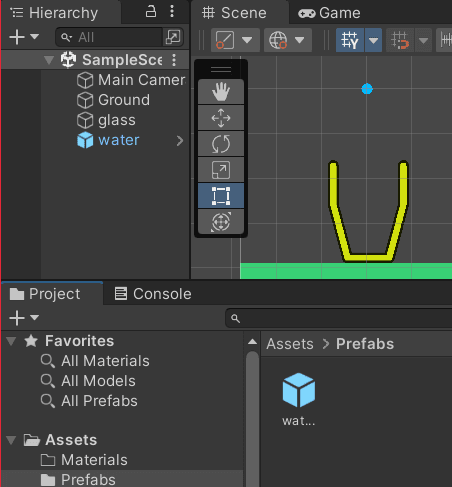 Hierarchy
Scene
Game
All
SampleSce
Main Camer
Ground
glass
water
Y
Project
Console
Favorites
All Materials
All Models
All Prefabs
Assets > Prefabs
wat...
Assets
Materials
Prefabs